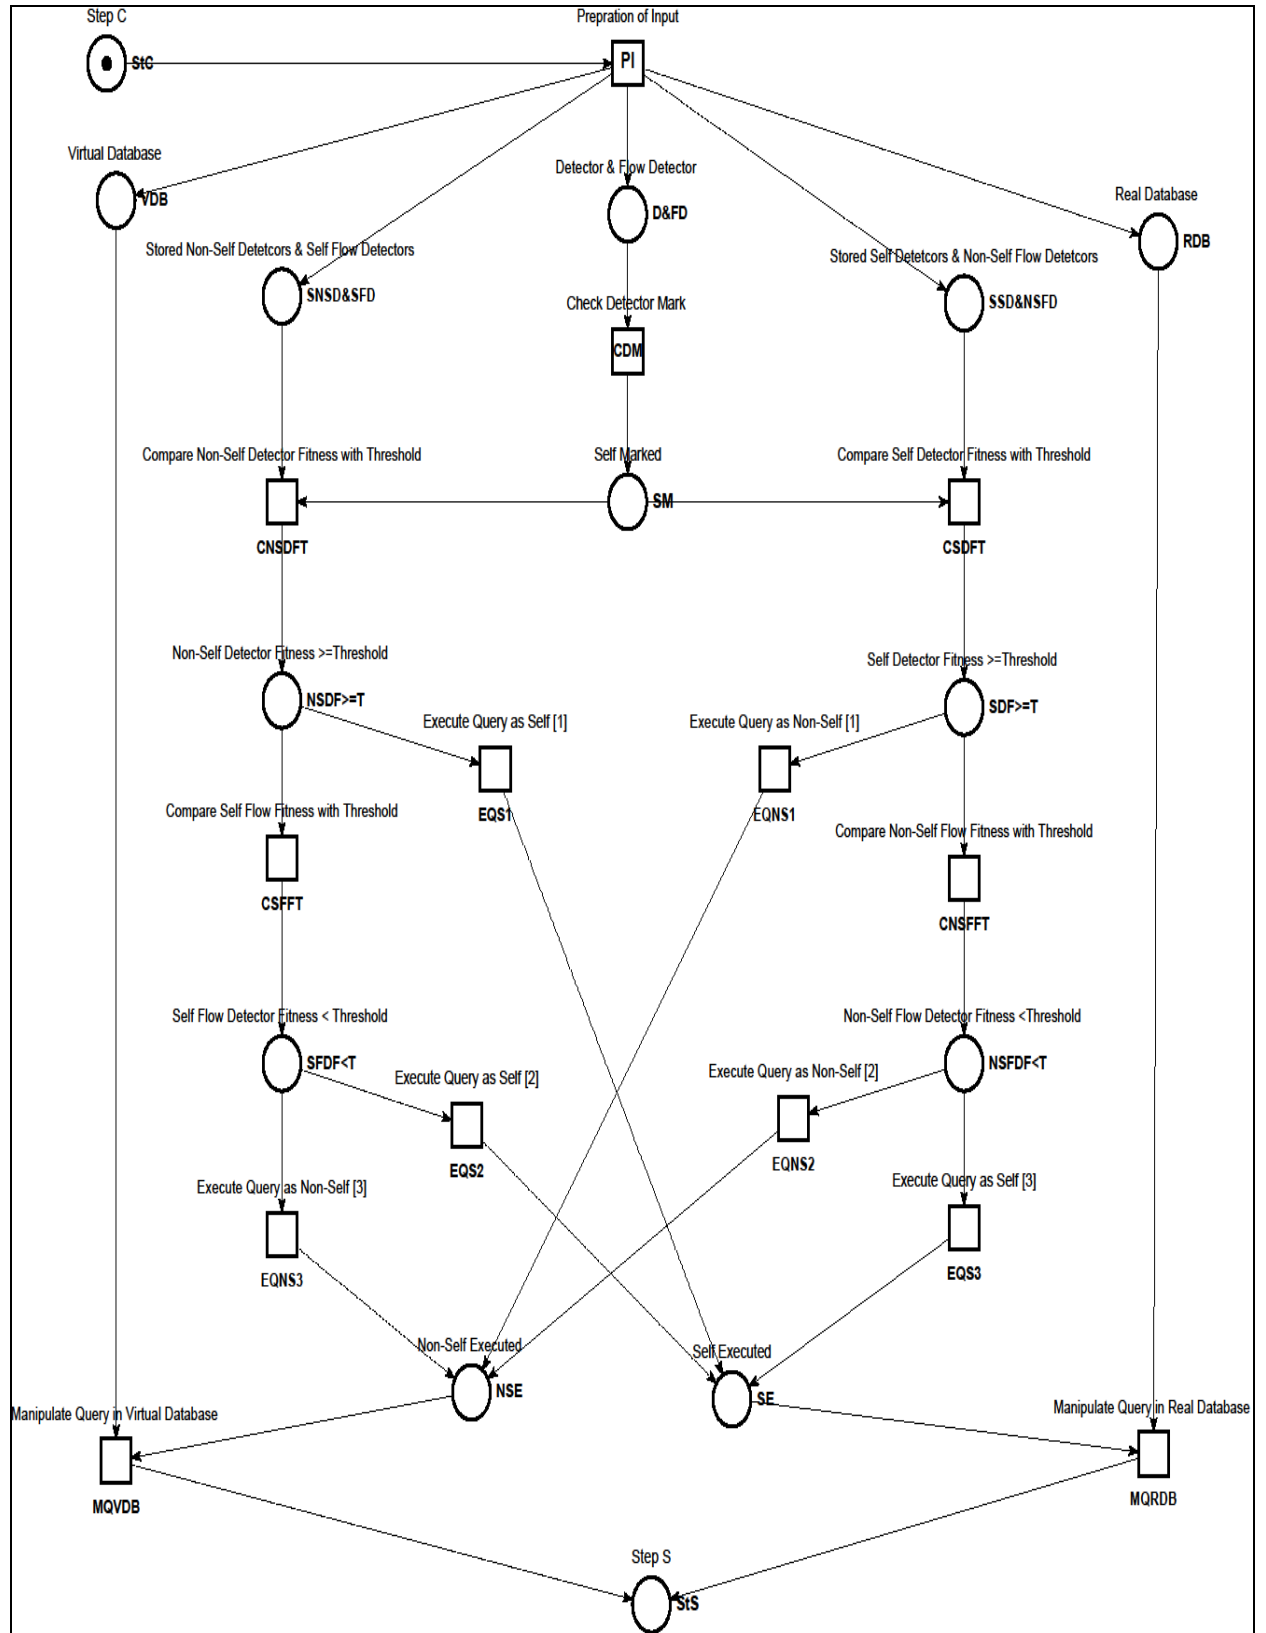 Step C
Prepration of Input
StC
PI
Virtual Database
VDB
Detector & Flow Detector
D&FD
Real Database
RDB
Stored Non-Self Detetcors & Self Flow Detectors
SNSD&SFD
Stored Self Detetcors & Non-Self Flow Detetcors
SSD&NSFD
Check Detector Mark
CDM
Compare Non-Self Detector Fitness with Threshold
Self Marked
Compare Self Detector Fitness with Threshold
SM
CNSDFT
CSDFT
Non-Self Detector Fitness >=Threshold
NSDF>=T
Self Detector Fitness >=Threshold
SDF>=T
Execute Query as Self [1]
Execute Query as Non-Self [1]
EQS1
EQNS1
Compare Self Flow Fitness with Threshold
CSFFT
Compare Non-Self Flow Fitness with Threshold
CNSFFT
Self Flow Detector Fitness < Threshold
SFDF<T
Non-Self Flow Detector Fitness <Threshold
NSFDF<T
Execute Query as Self [2]
Execute Query as Non-Self [2]
EQS2
EQNS2
Execute Query as Non-Self [3]
Execute Query as Self [3]
EQNS3
EQS3
Non-Self Executed
Self Executed
NSE
SE
Manipulate Query in Virtual Database
Manipulate Query in Real Database
MQVDB
MQRDB
Step S
StS